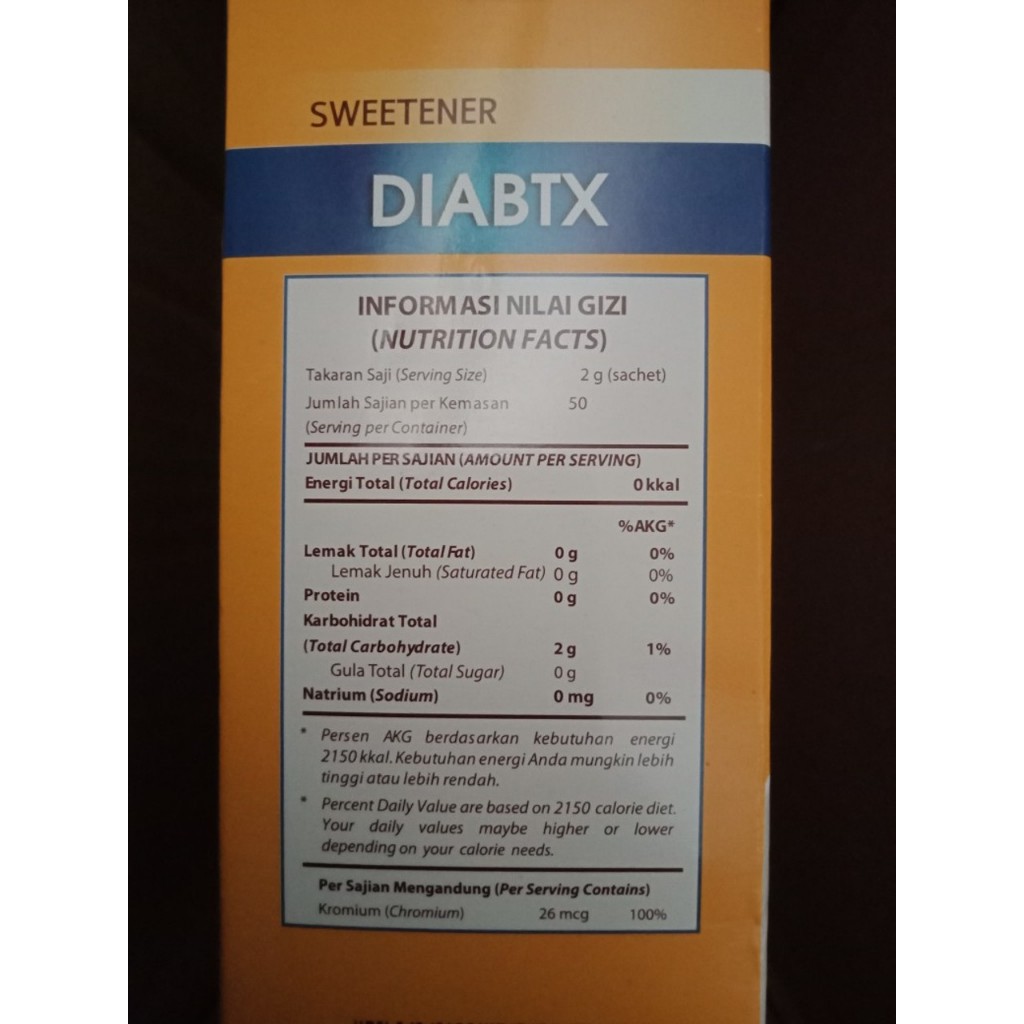 SWEETENER
DIABTX
INFORMASI NILAI GIZI
(NUTRITION FACTS)
Takaran Saji (Serving Size) 2 g (sachet)
Jumlah Sajian per Kemasan 50
(Serving per Container)
JUMLAH PER SAJIAN (AMOUNT PER SERVING)
Energi Total (Total Calories) 0 kkal
%AKG*
Lemak Total (Total Fat) 0 g 0%
Lemak Jenuh (Saturated Fat) 0 g 0%
Protein 0 g 0%
Karbohidrat Total
(Total Carbohydrate) 2 g 1%
Gula Total (Total Sugar) 0 g
Natrium (Sodium) 0 mg 0%
* Persen AKG berdasarkan kebutuhan energi
2150 kkal. Kebutuhan energi Anda mungkin lebih
tinggi atau lebih rendah.
* Percent Daily Value are based on 2150 calorie diet.
Your daily values maybe higher or lower
depending on your calorie needs.
Per Sajian Mengandung (Per Serving Contains)
Kromium (Chromium) 26 mcg 100%